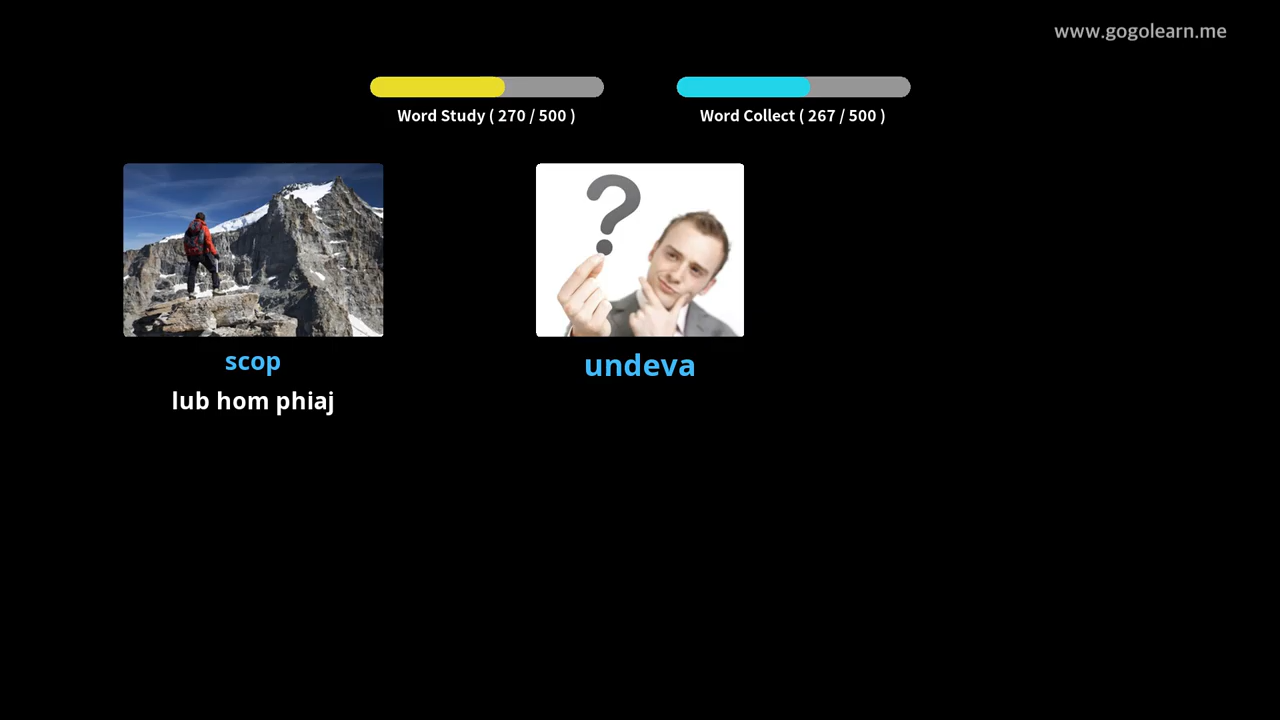 www.gogolearn.me
Word Study ( 270 / 500 )
Word Collect ( 267 / 500 )
?
scop
lub hom phiaj
undeva